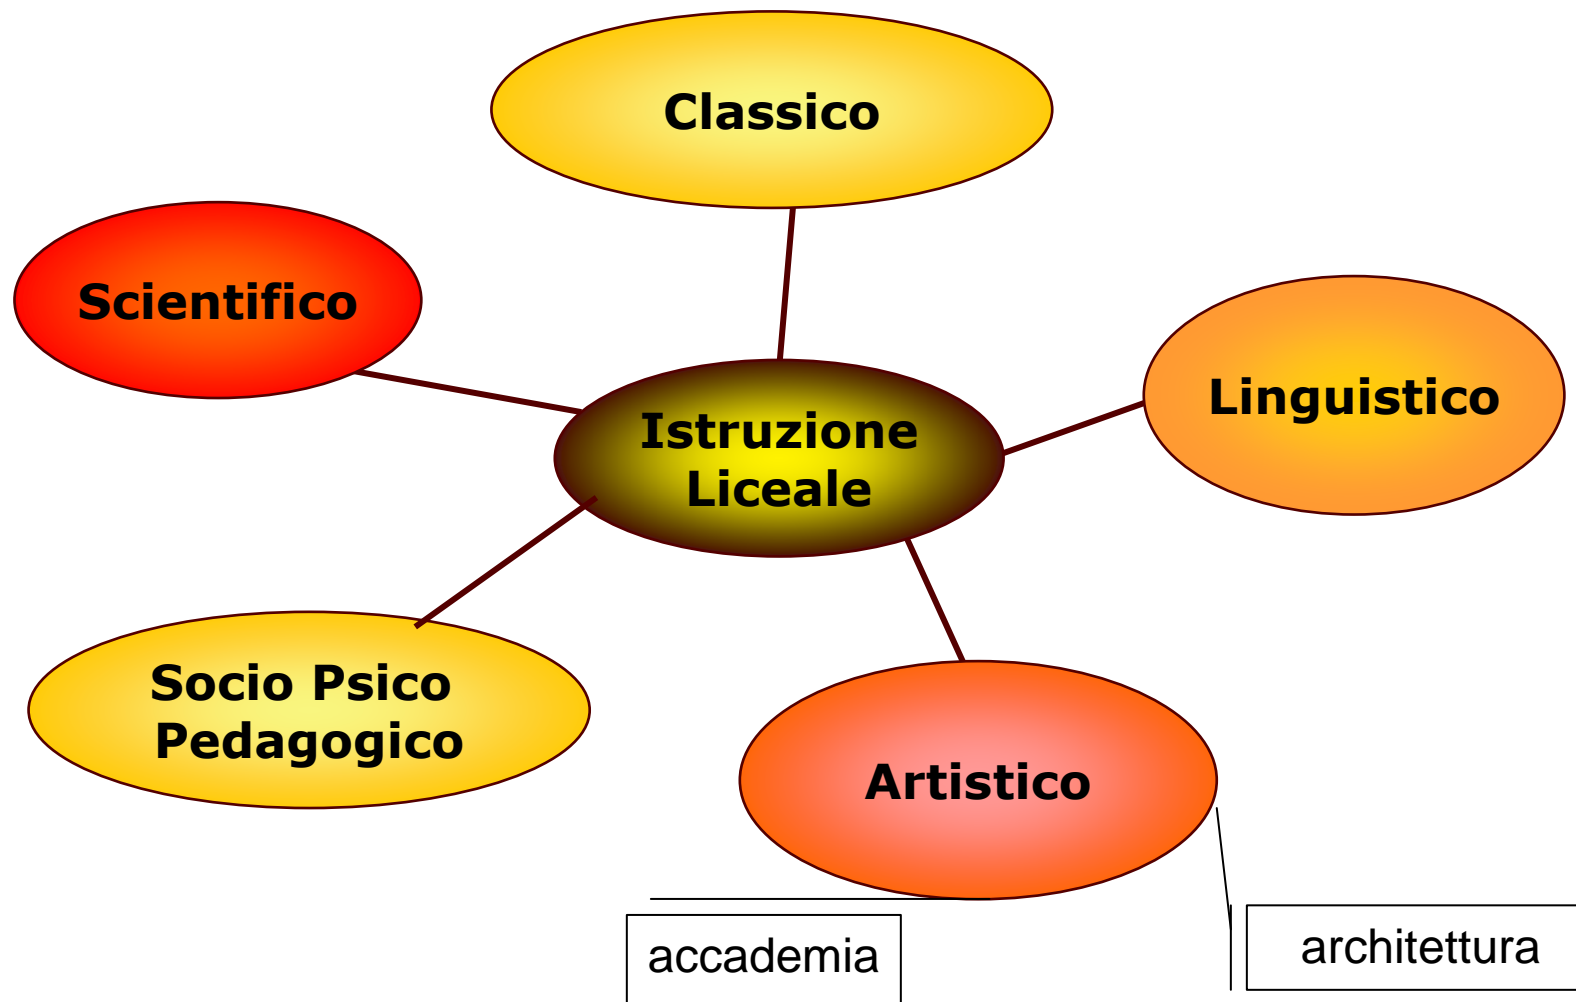 Classico
Scientifico
Linguistico
Istruzione
Liceale
Socio Psico
Pedagogico
Artistico
accademia
architettura